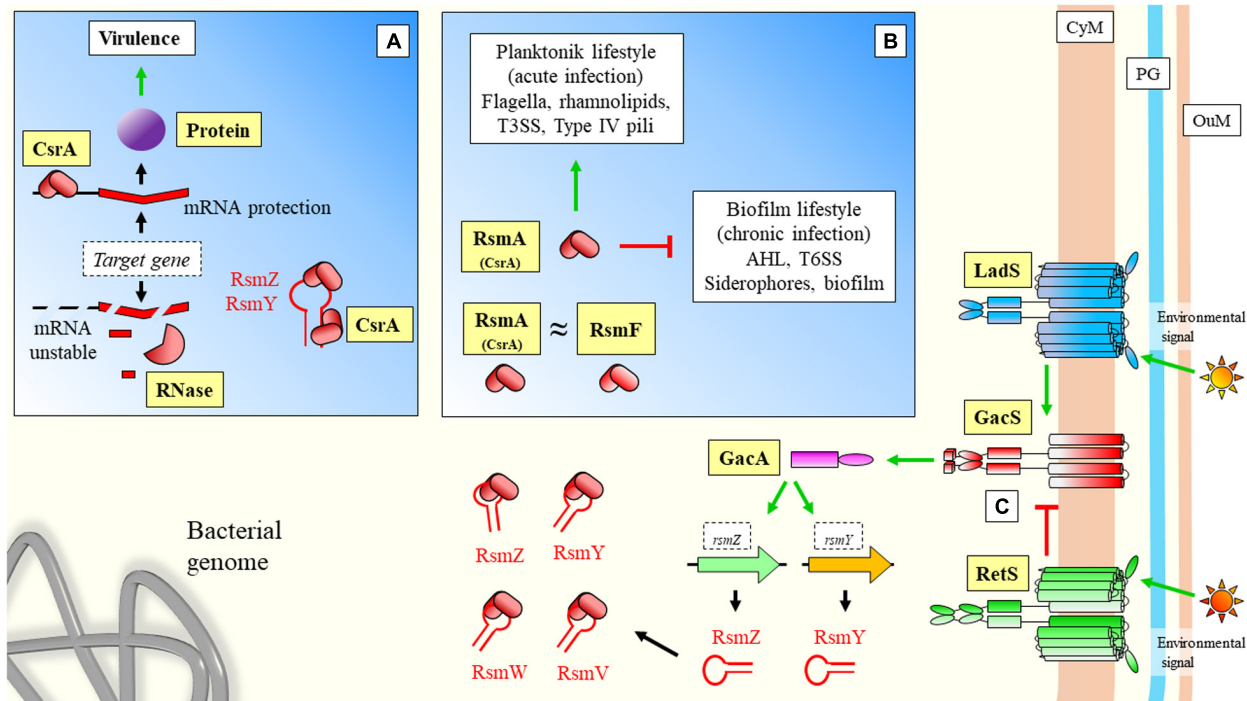 A
Virulence
Protein
CsrA
mRNA protection
Target gene
RsmZ
RsmY
CsrA
mRNA
unstable
RNase
B
Planktonik lifestyle
(acute infection)
Flagella, rhamnolipids,
T3SS, Type IV pili
RsmA
(CsrA)
Biofilm lifestyle
(chronic infection)
AHL, T6SS
Siderophores, biofilm
RsmA
(CsrA)
≈
RsmF
CyM
PG
OuM
LadS
Environmental
signal
GacS
GacA
C
RetS
Environmental
signal
rsmZ
rsmY
RsmZ
RsmY
RsmZ
RsmY
RsmW
RsmV
Bacterial
genome